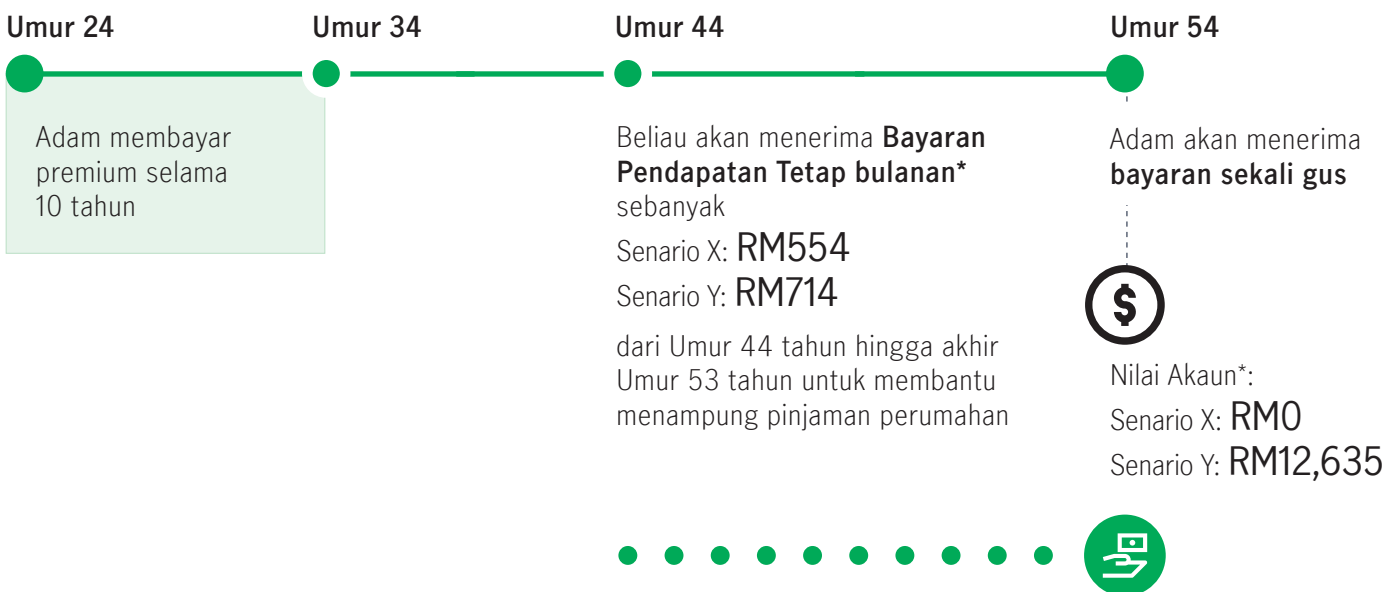 Umur 24
Umur 34
Umur 44
Umur 54
Adam membayar
premium selama
10 tahun
Beliau akan menerima Bayaran
Pendapatan Tetap bulanan*
sebanyak
Senario X: RM554
Senario Y: RM714
dari Umur 44 tahun hingga akhir
Umur 53 tahun untuk membantu
menampung pinjaman perumahan
Adam akan menerima
bayaran sekali gus
$
Nilai Akaun*:
Senario X: RM0
Senario Y: RM12,635